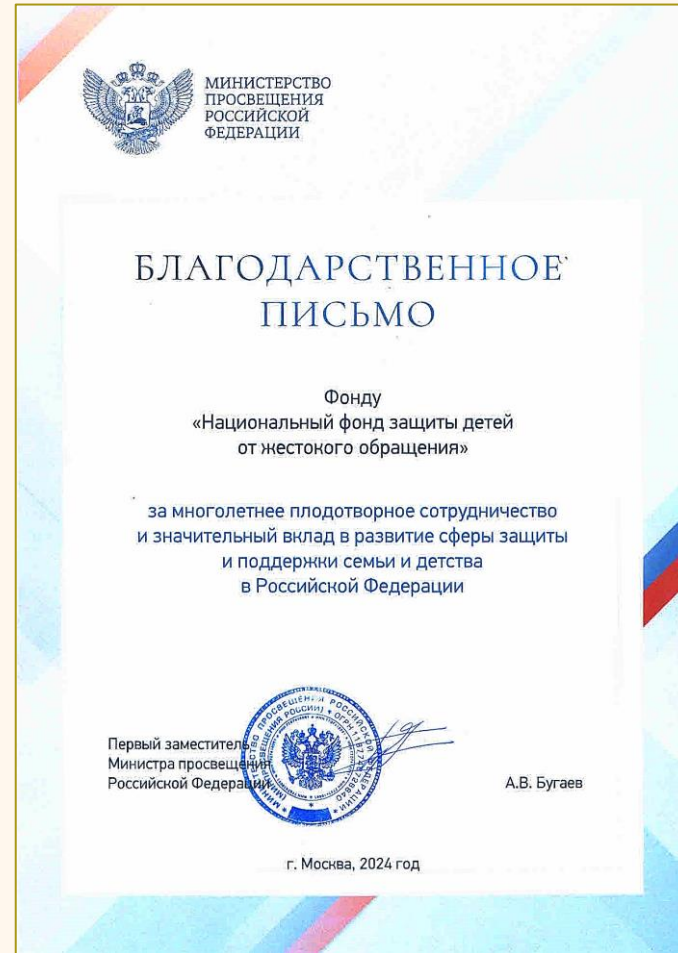 МИНИСТЕРСТВО
ПРОСВЕЩЕНИЯ
РОССИЙСКОЙ
ФЕДЕРАЦИИ
БЛАГОДАРСТВЕННОЕ
ПИСЬМО
Фонду
«Национальный фонд защиты детей
от жестокого обращения»
за многолетнее плодотворное сотрудничество
и значительный вклад в развитие сферы защиты
и поддержки семьи и детства
в Российской Федерации
Первый заместитель
Министра просвещения
Российской Федерации
А.В. Бугаев
г. Москва, 2024 год